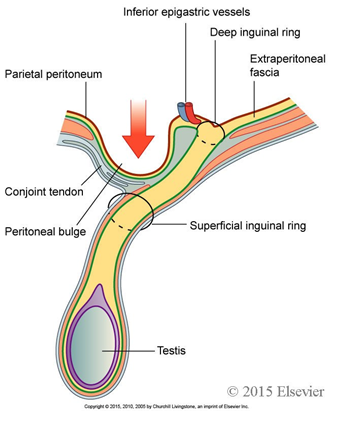 Inferior epigastric vessels
Deep inguinal ring
Extraperitoneal
fascia
Parietal peritoneum
Conjoint tendon
Peritoneal bulge
Superficial inguinal ring
Testis
© 2015 Elsevier
Copyright © 2015, 2010, 2005 by Churchill Livingstone, an imprint of Elsevier Inc.